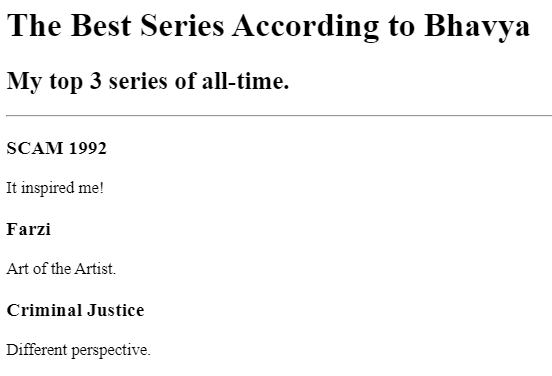 The Best Series According to Bhavya
My top 3 series of all-time.
SCAM 1992
It inspired me!
Farzi
Art of the Artist.
Criminal Justice
Different perspective.